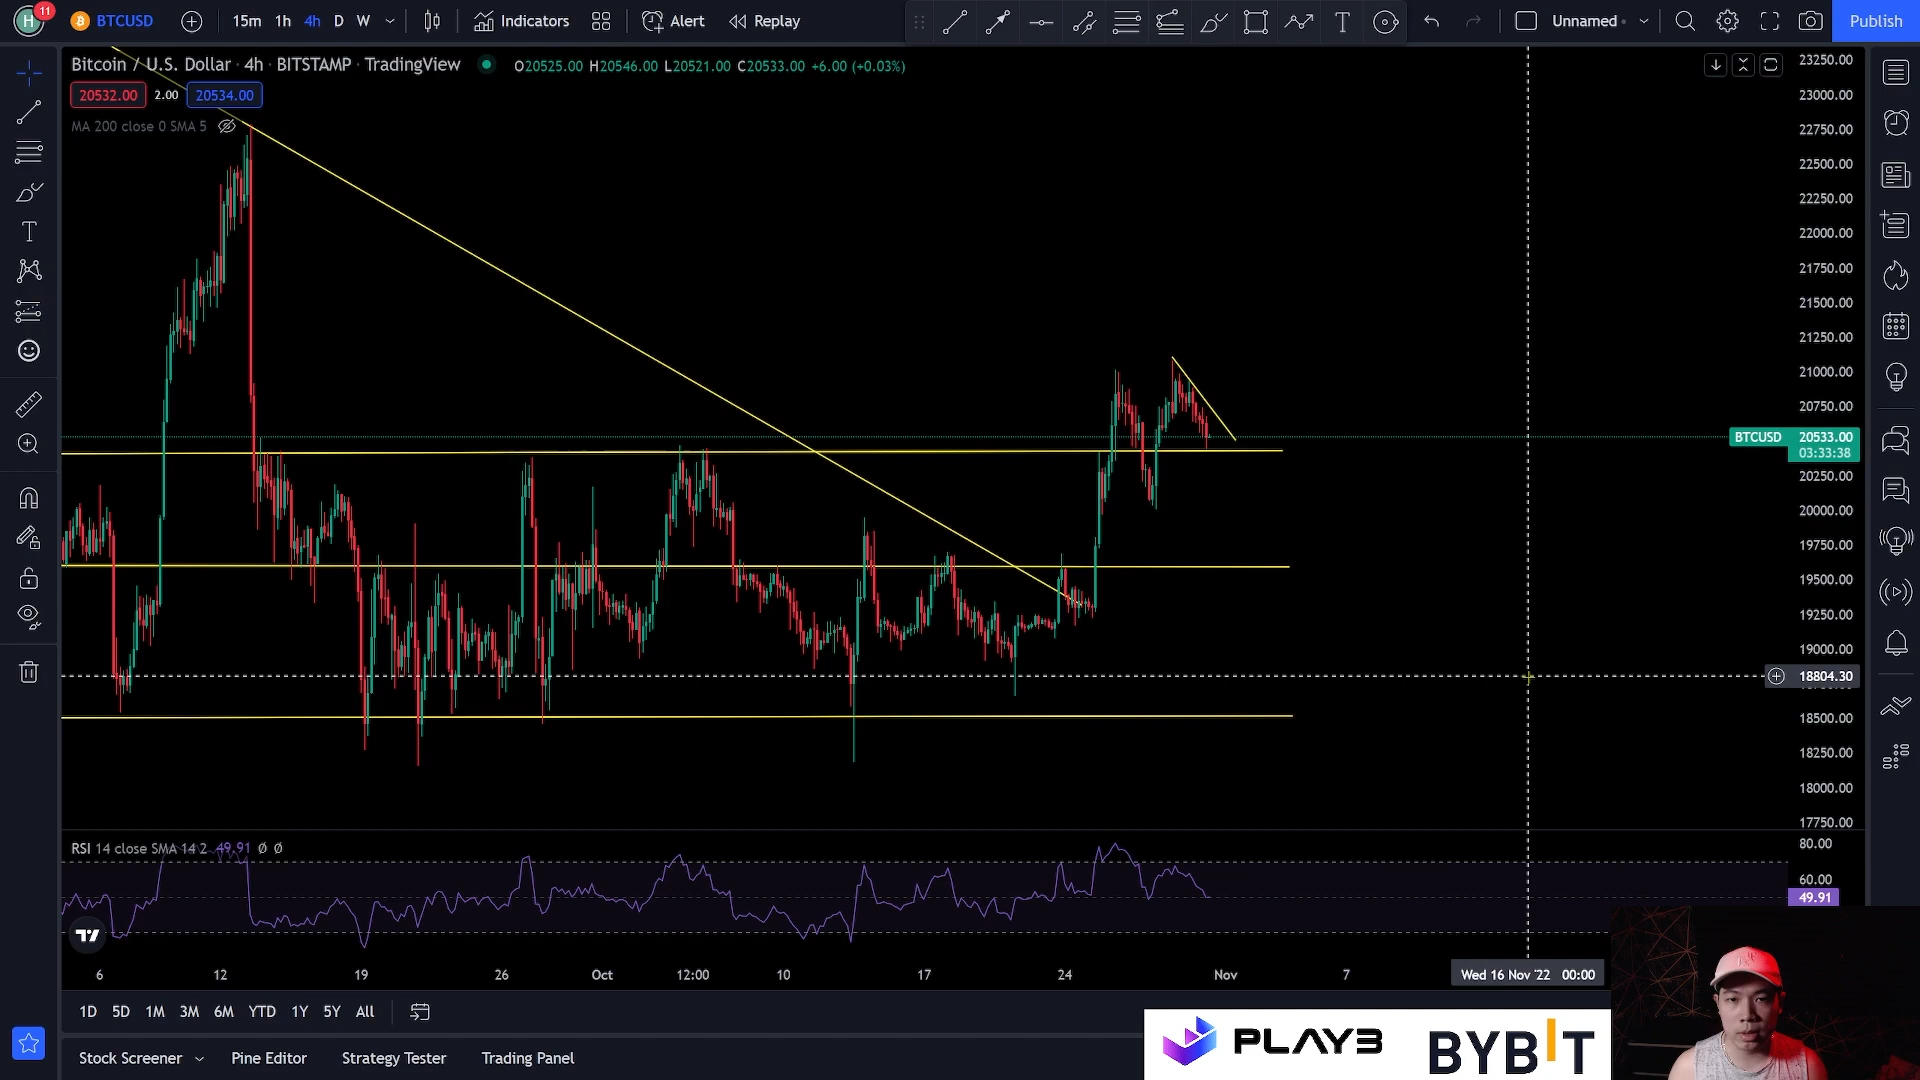 H 11 BTCUSD 15m 1h 4h D W Indicators Alert Replay T Unnamed Publish
Bitcoin / U.S. Dollar · 4h · BITSTAMP · TradingView O20525.00 H20546.00 L20521.00 C20533.00 +6.00 (+0.03%)
20532.00 2.00 20534.00
MA 200 close 0 SMA 5
23250.00
23000.00
22750.00
22500.00
22250.00
22000.00
21750.00
21500.00
21250.00
21000.00
20750.00
BTCUSD 20533.00
03:33:38
20250.00
20000.00
19750.00
19500.00
19250.00
19000.00
18804.30
18500.00
18250.00
18000.00
17750.00
RSI 14 close SMA 14 2 49.91 Ø Ø
80.00
60.00
49.91
6 12 19 26 Oct 12:00 10 17 24 Nov 7 Wed 16 Nov '22 00:00
1D 5D 1M 3M 6M YTD 1Y 5Y All
Stock Screener Pine Editor Strategy Tester Trading Panel
PLAY3 BYBIT